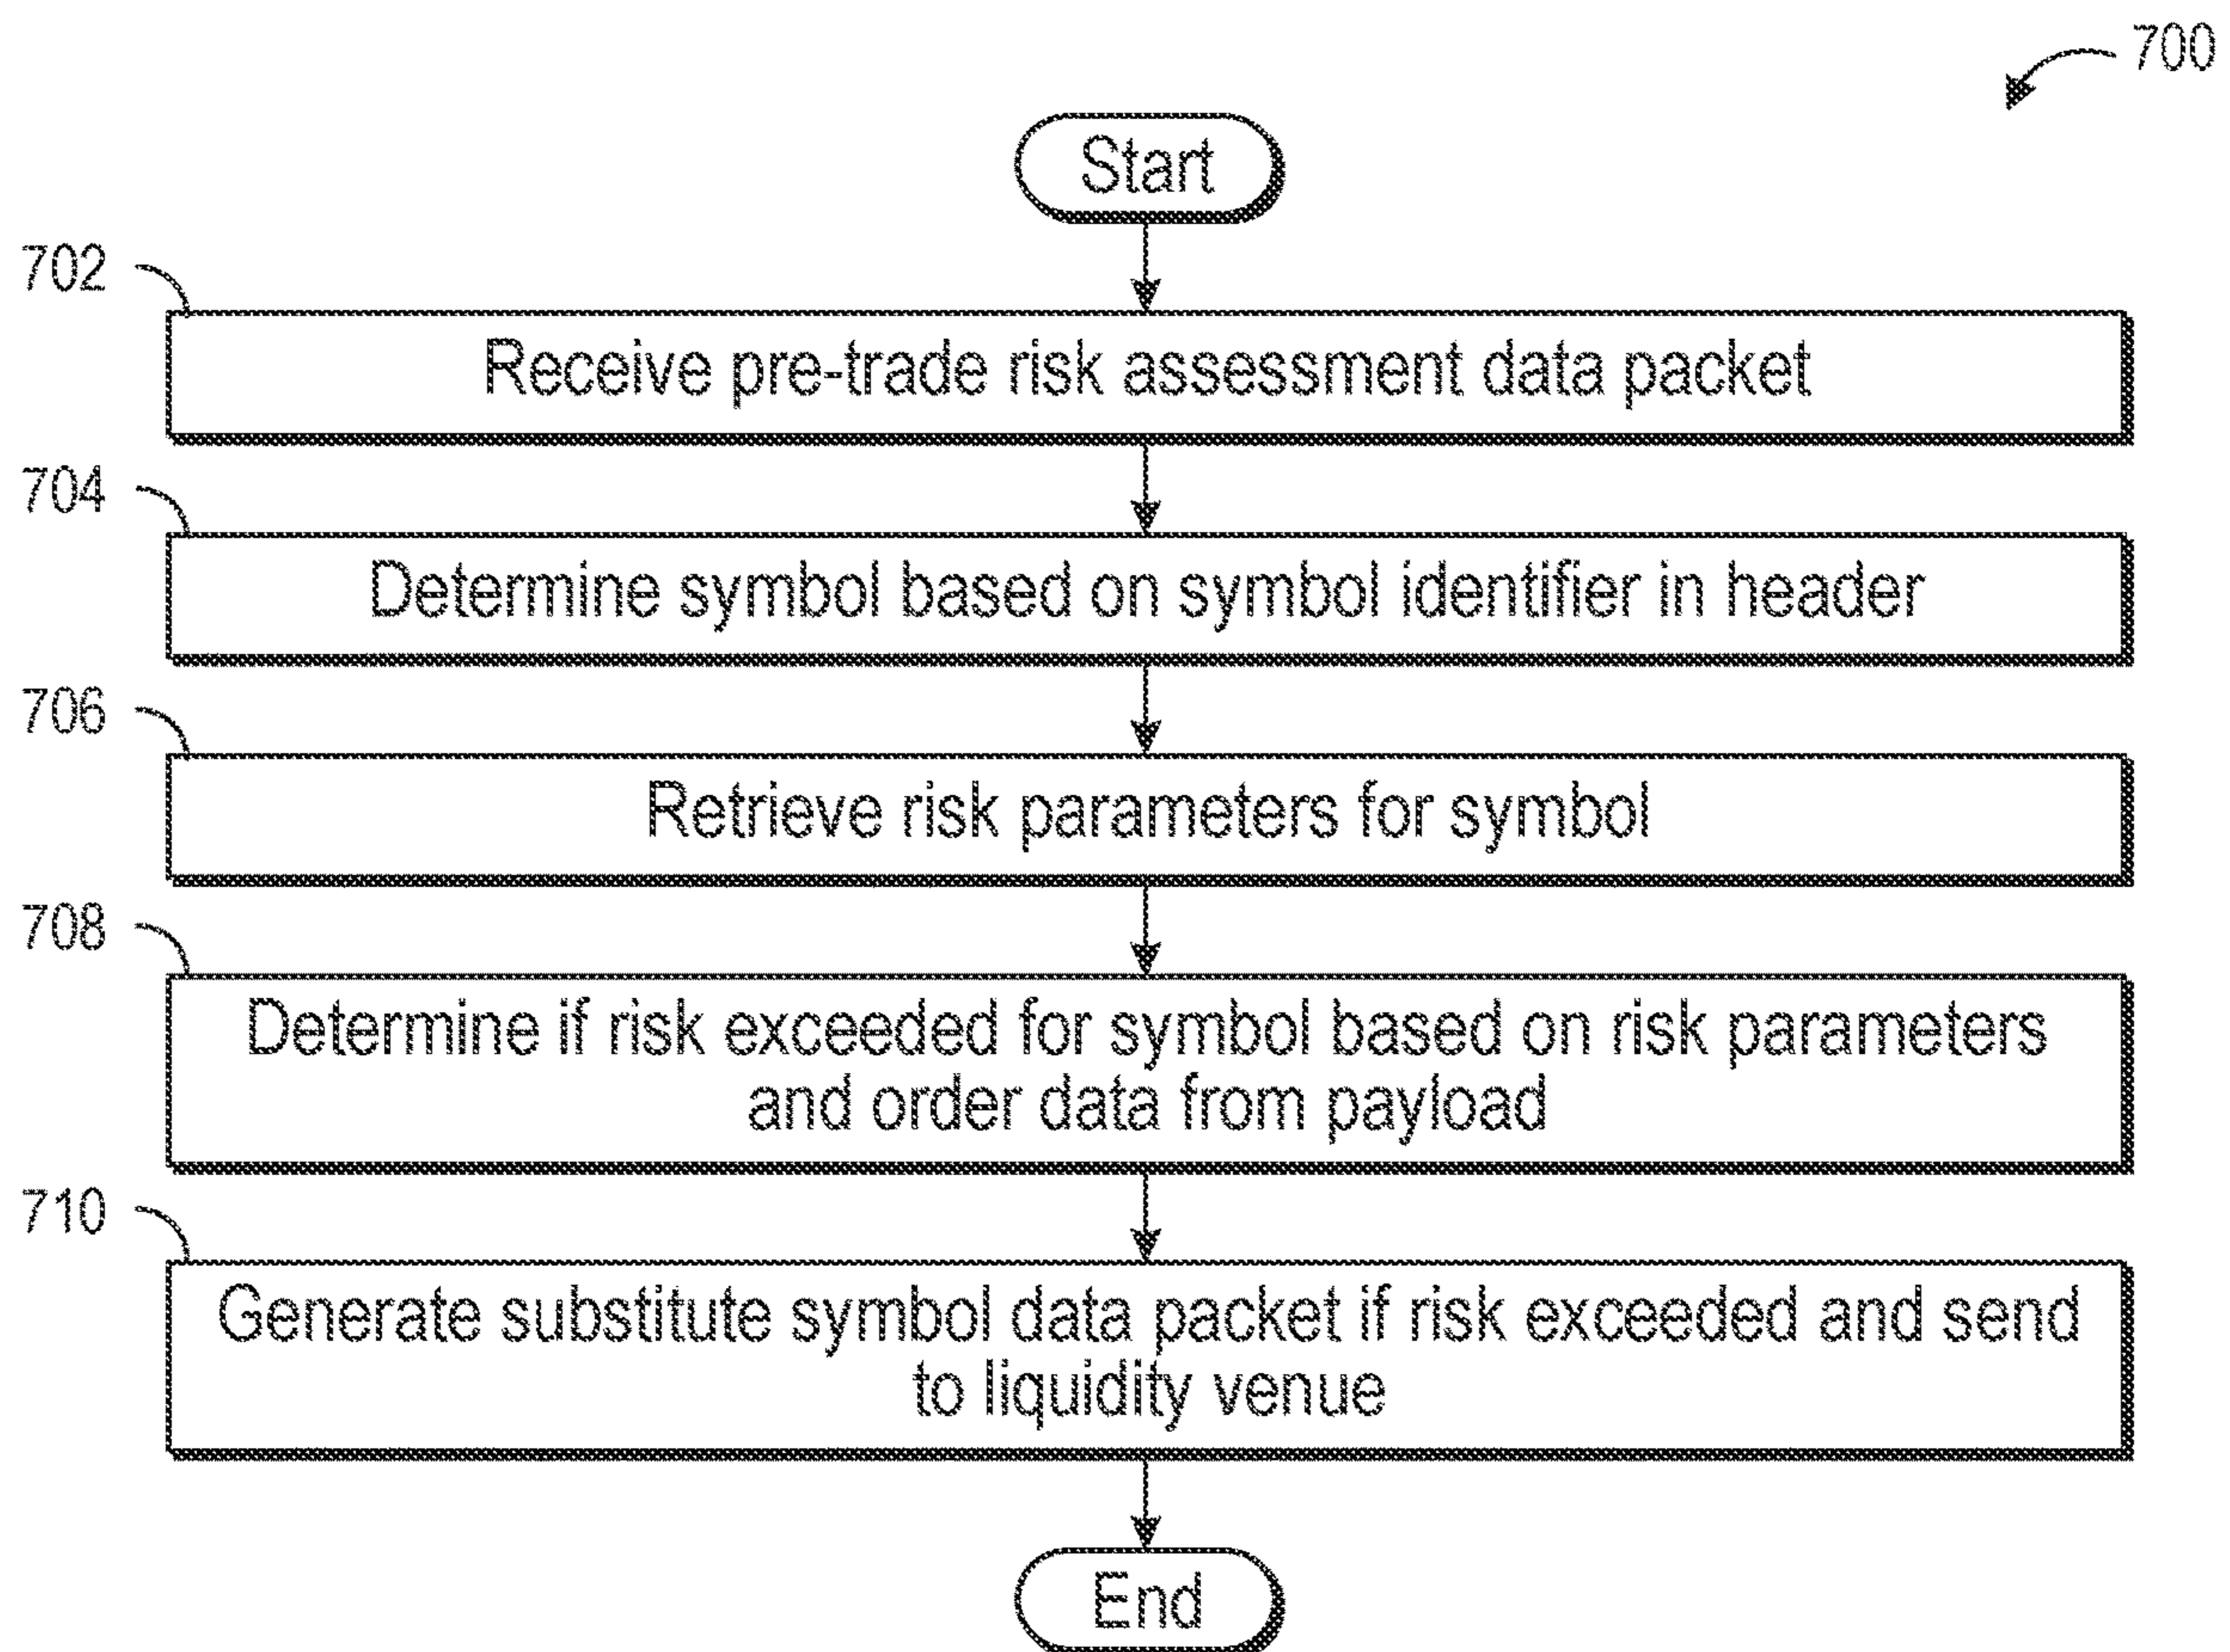 700
Start
702
Receive pre-trade risk assessment data packet
704
Determine symbol based on symbol identifier in header
706
Retrieve risk parameters for symbol
708
Determine if risk exceeded for symbol based on risk parameters
and order data from payload
710
Generate substitute symbol data packet if risk exceeded and send
to liquidity venue
End